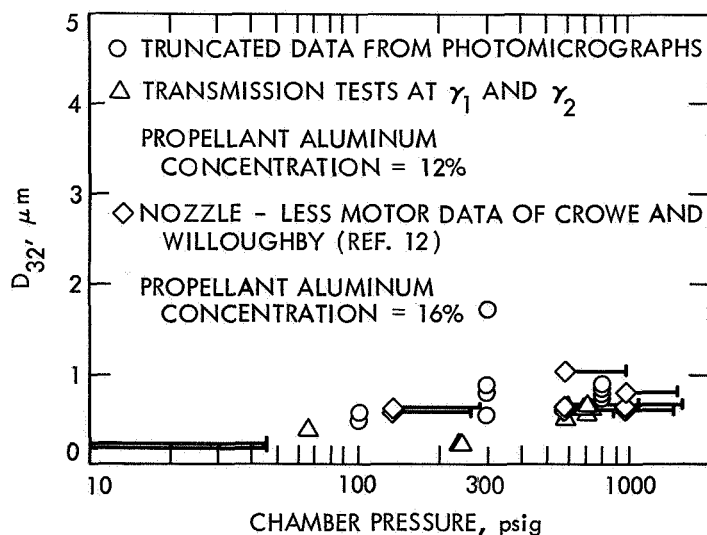 5
4
3
2
1
0
D32, μm
TRUNCATED DATA FROM PHOTOMICROGRAPHS
TRANSMISSION TESTS AT γ1 AND γ2
PROPELLANT ALUMINUM
CONCENTRATION = 12%
NOZZLE - LESS MOTOR DATA OF CROWE AND
WILLOUGHBY (REF. 12)
PROPELLANT ALUMINUM
CONCENTRATION = 16%
10 100 300 1000
CHAMBER PRESSURE, psig